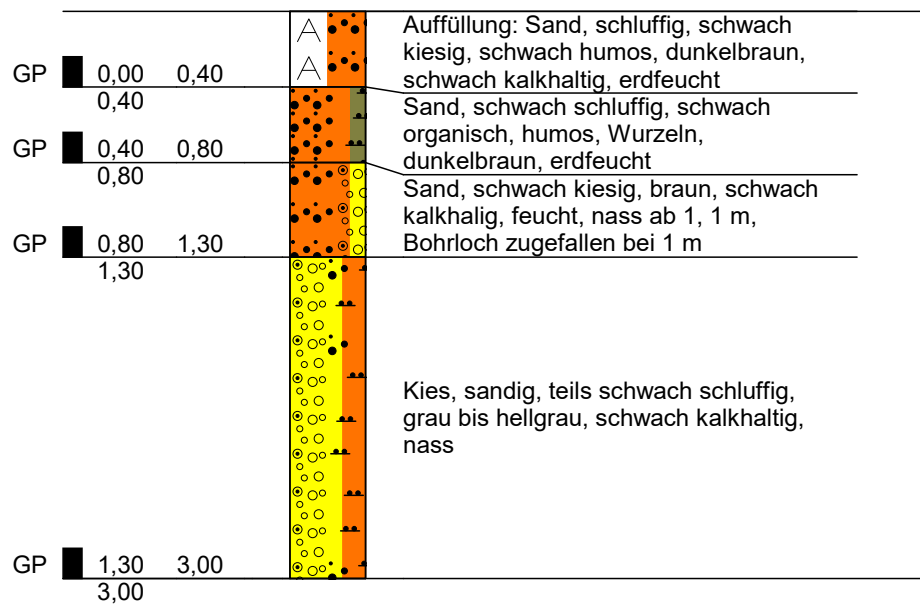 A
A
Auffüllung: Sand, schluffig, schwach
kiesig, schwach humos, dunkelbraun,
schwach kalkhaltig, erdfeucht
GP 0,00 0,40
0,40
Sand, schwach schluffig, schwach
organisch, humos, Wurzeln,
dunkelbraun, erdfeucht
GP 0,40 0,80
0,80
Sand, schwach kiesig, braun, schwach
kalkhalig, feucht, nass ab 1, 1 m,
Bohrloch zugefallen bei 1 m
GP 0,80 1,30
1,30
Kies, sandig, teils schwach schluffig,
grau bis hellgrau, schwach kalkhaltig,
nass
GP 1,30 3,00
3,00